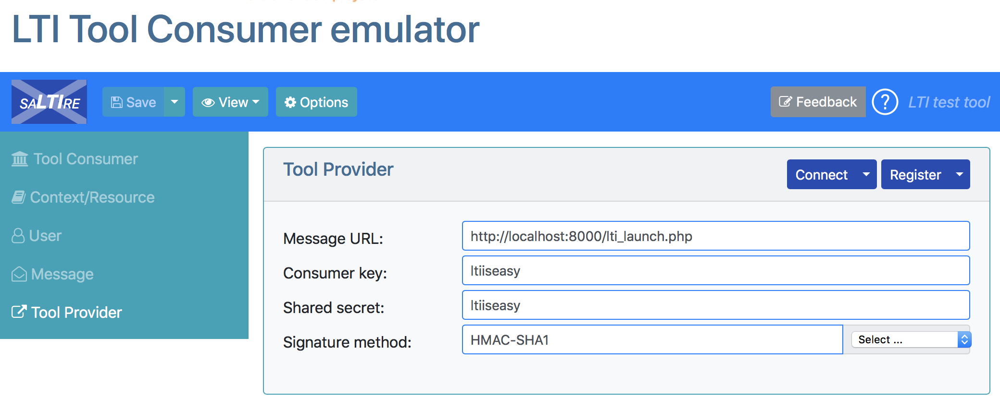 LTI Tool Consumer emulator
saLTIre Save View Options Feedback ? LTI test tool
Tool Consumer
Context/Resource
User
Message
Tool Provider
Tool Provider Connect Register
Message URL: http://localhost:8000/lti_launch.php
Consumer key: ltiiseasy
Shared secret: ltiiseasy
Signature method: HMAC-SHA1 Select ...